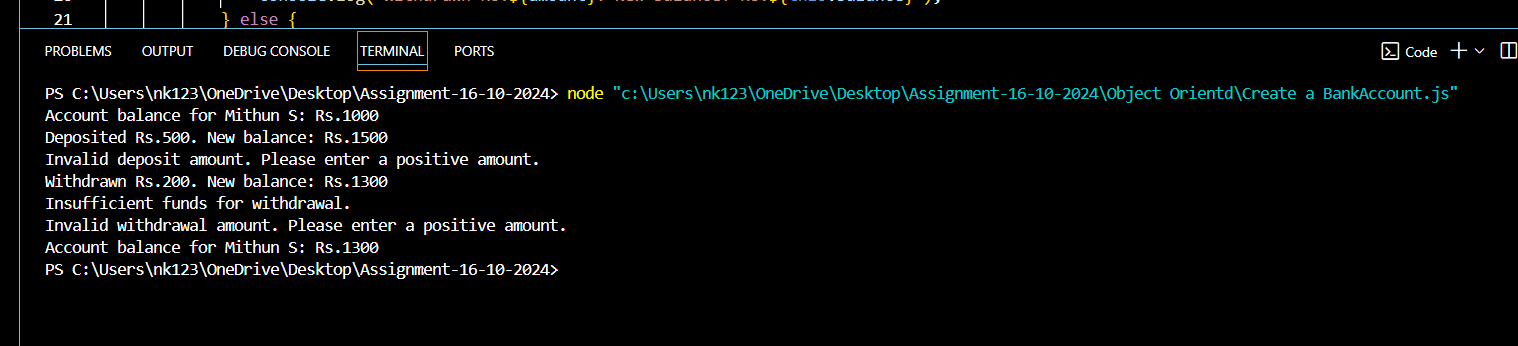 21 } else {
PROBLEMS OUTPUT DEBUG CONSOLE TERMINAL PORTS Code
PS C:\Users\nk123\OneDrive\Desktop\Assignment-16-10-2024> node "c:\Users\nk123\OneDrive\Desktop\Assignment-16-10-2024\Object Orientd\Create a BankAccount.js"
Account balance for Mithun S: Rs.1000
Deposited Rs.500. New balance: Rs.1500
Invalid deposit amount. Please enter a positive amount.
Withdrawn Rs.200. New balance: Rs.1300
Insufficient funds for withdrawal.
Invalid withdrawal amount. Please enter a positive amount.
Account balance for Mithun S: Rs.1300
PS C:\Users\nk123\OneDrive\Desktop\Assignment-16-10-2024>